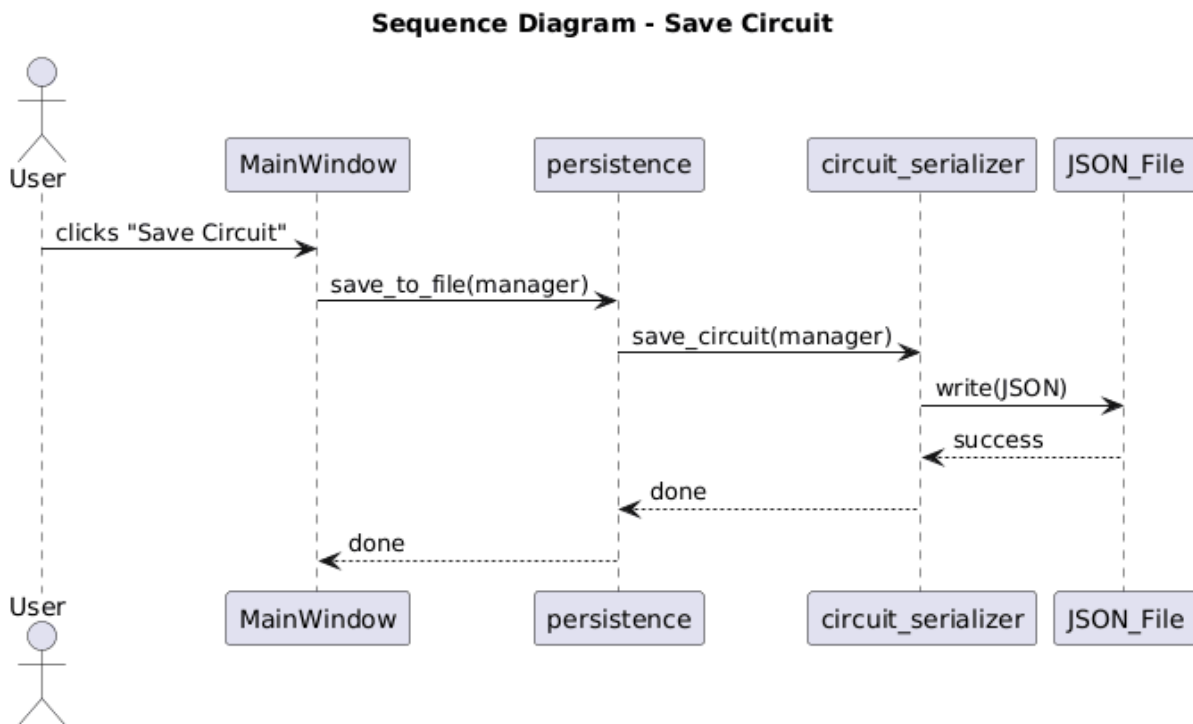 Sequence Diagram - Save Circuit
User
MainWindow
persistence
circuit_serializer
JSON_File
clicks "Save Circuit"
save_to_file(manager)
save_circuit(manager)
write(JSON)
success
done
done
User
MainWindow
persistence
circuit_serializer
JSON_File